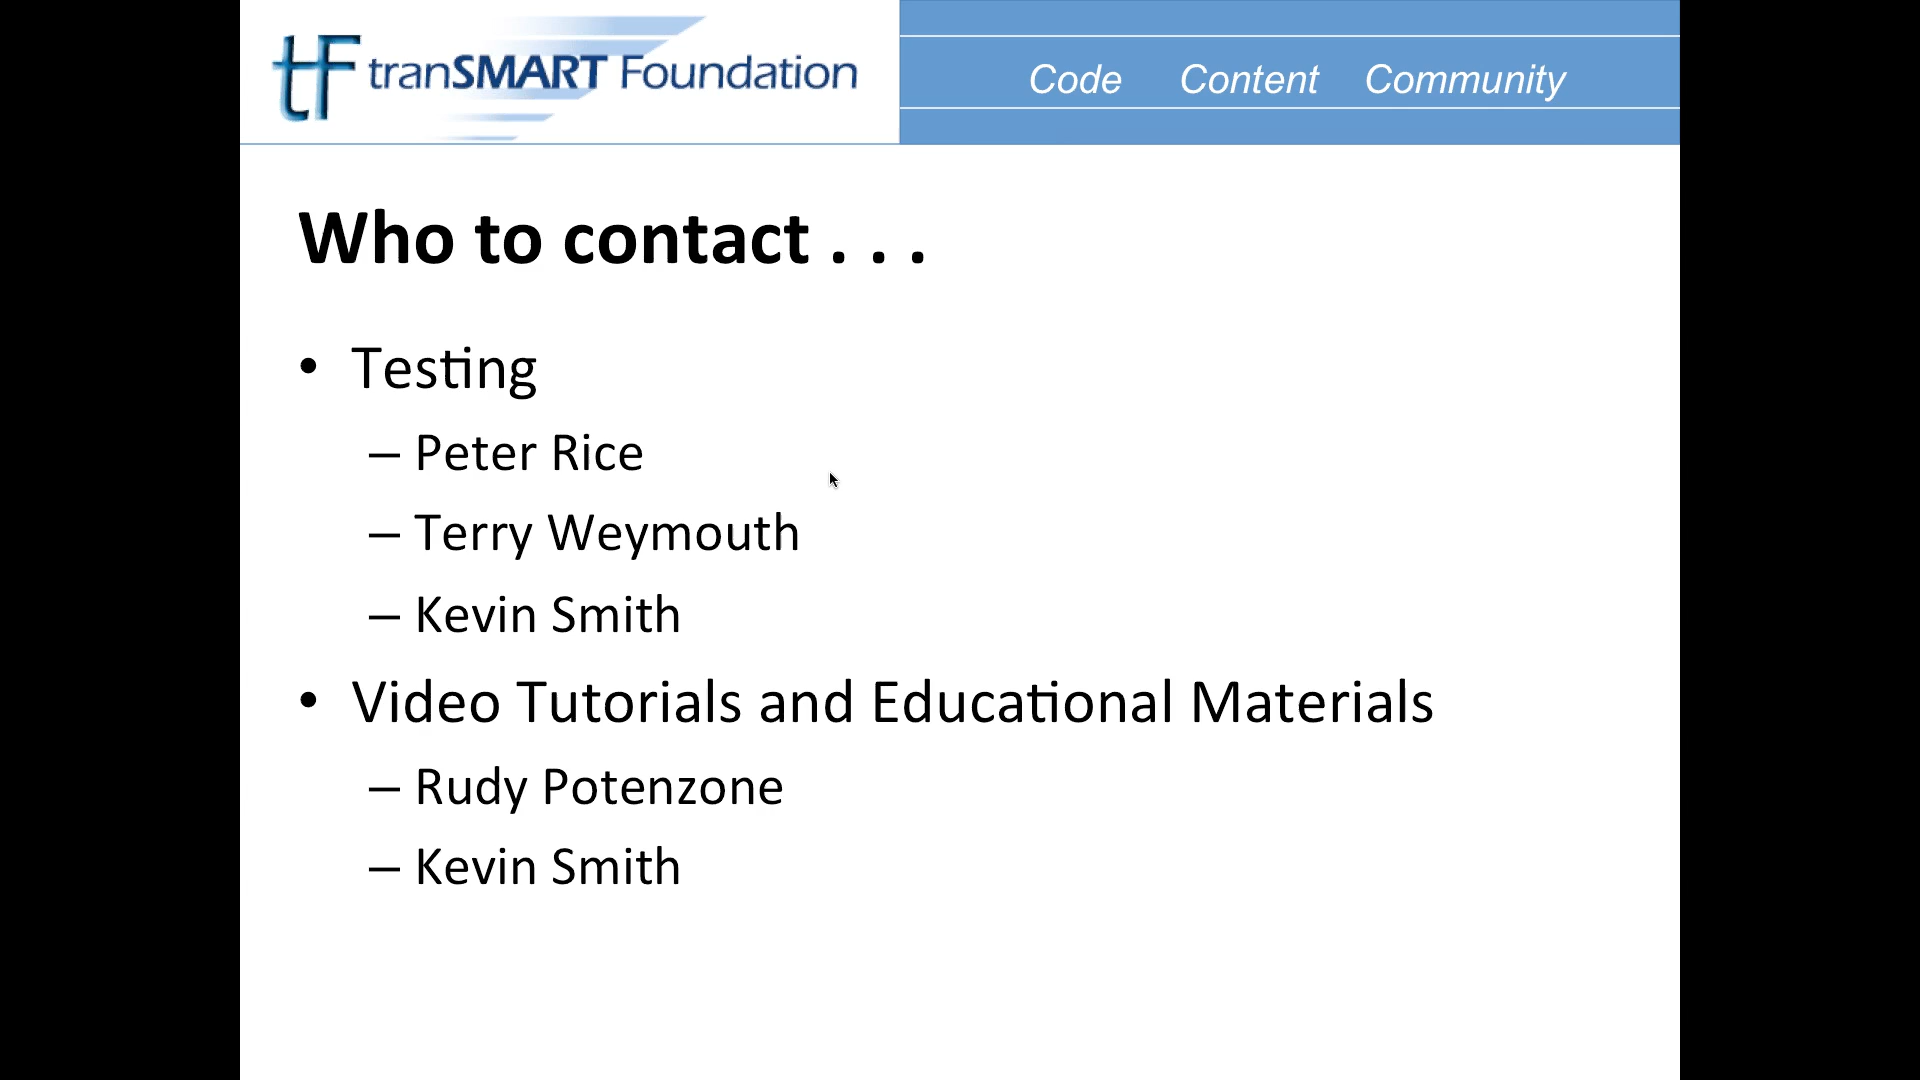 tF tranSMART Foundation
Code Content Community
Who to contact . . .
• Testing
– Peter Rice
– Terry Weymouth
– Kevin Smith
• Video Tutorials and Educational Materials
– Rudy Potenzone
– Kevin Smith